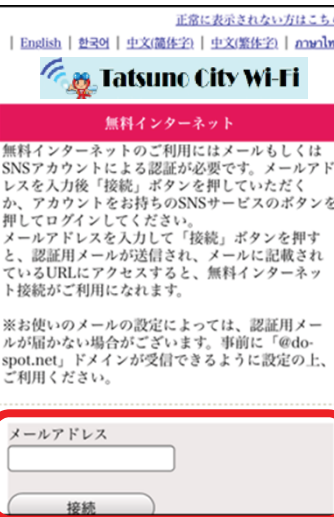 正常に表示されない方はこち
| English | 한국어 | 中文(簡体字) | 中文(繁体字) | ภาษาไท
Tatsuno City Wi-Fi
無料インターネット
無料インターネットのご利用にはメールもしくは
SNSアカウントによる認証が必要です。メールアド
レスを入力後「接続」ボタンを押していただく
か、アカウントをお持ちのSNSサービスのボタンを
押してログインしてください。
メールアドレスを入力して「接続」ボタンを押す
と、認証用メールが送信され、メールに記載され
ているURLにアクセスすると、無料インターネッ
ト接続がご利用になれます。
※お使いのメールの設定によっては、認証用メー
ルが届かない場合がございます。事前に「@do-
spot.net」ドメインが受信できるように設定の上、
ご利用ください。
メールアドレス
接続